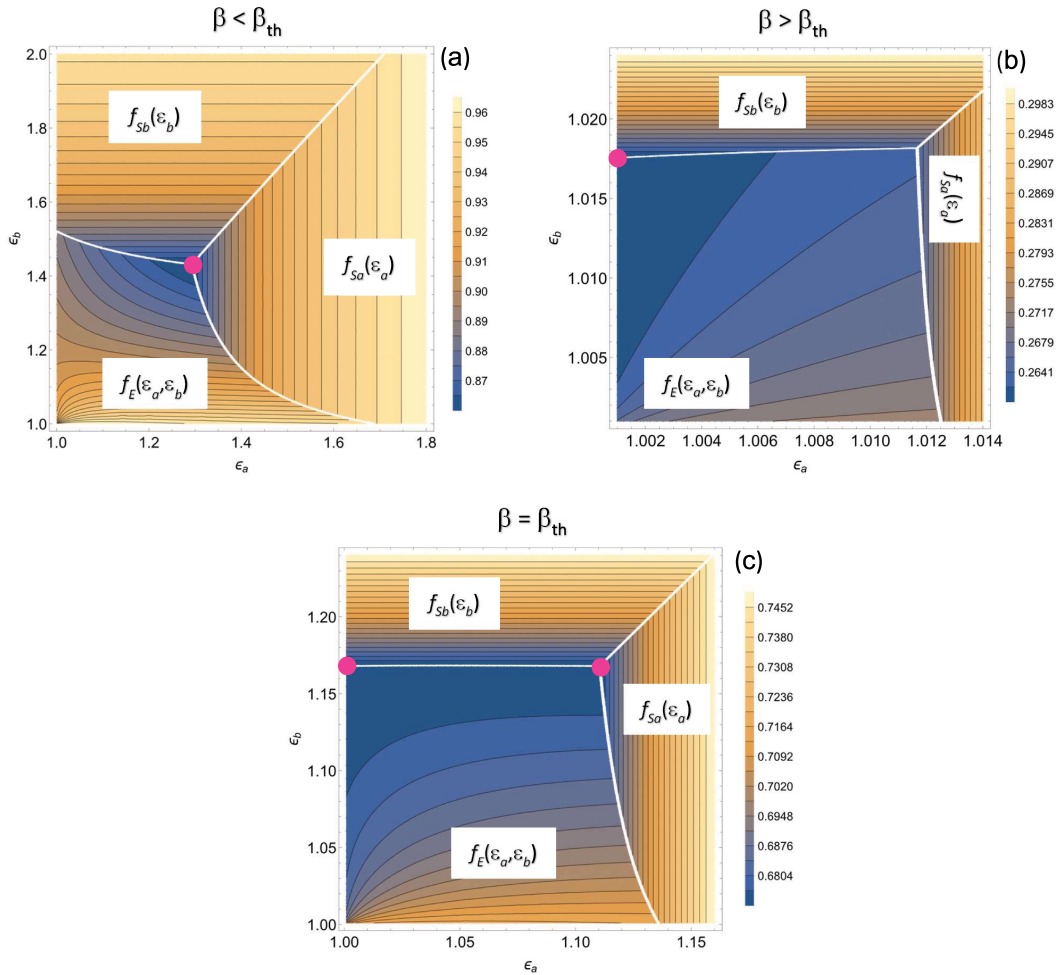 β < β_th
(a)
2.0
1.8
1.6
1.4
1.2
1.0
ϵ_b
1.0
1.2
1.4
1.6
1.8
ϵ_a
f_Sb(ε_b)
f_Sa(ε_a)
f_E(ε_a,ε_b)
0.96
0.95
0.94
0.93
0.92
0.91
0.90
0.89
0.88
0.87
β > β_th
(b)
1.020
1.015
1.010
1.005
ϵ_b
1.002
1.004
1.006
1.008
1.010
1.012
1.014
ϵ_a
f_Sb(ε_b)
f_Sa(ε_a)
f_E(ε_a,ε_b)
0.2983
0.2945
0.2907
0.2869
0.2831
0.2793
0.2755
0.2717
0.2679
0.2641
β = β_th
(c)
1.20
1.15
1.10
1.05
1.00
ϵ_b
1.00
1.05
1.10
1.15
ϵ_a
f_Sb(ε_b)
f_Sa(ε_a)
f_E(ε_a,ε_b)
0.7452
0.7380
0.7308
0.7236
0.7164
0.7092
0.7020
0.6948
0.6876
0.6804